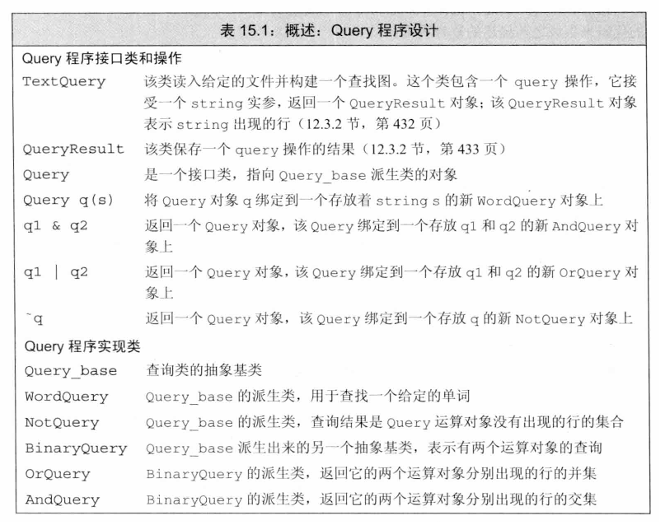 表 15.1：概述：Query 程序设计
Query 程序接口类和操作
TextQuery 该类读入给定的文件并构建一个查找图。这个类包含一个 query 操作，它接
受一个 string 实参，返回一个 QueryResult 对象；该 QueryResult 对象
表示 string 出现的行（12.3.2 节，第 432 页）
QueryResult 该类保存一个 query 操作的结果（12.3.2 节，第 433 页）
Query 是一个接口类，指向 Query_base 派生类的对象
Query q(s) 将 Query 对象 q 绑定到一个存放着 string s 的新 WordQuery 对象上
q1 & q2 返回一个 Query 对象，该 Query 绑定到一个存放 q1 和 q2 的新 AndQuery 对
象上
q1 | q2 返回一个 Query 对象，该 Query 绑定到一个存放 q1 和 q2 的新 OrQuery 对
象上
~q 返回一个 Query 对象，该 Query 绑定到一个存放 q 的新 NotQuery 对象上
Query 程序实现类
Query_base 查询类的抽象基类
WordQuery Query_base 的派生类，用于查找一个给定的单词
NotQuery Query_base 的派生类，查询结果是 Query 运算对象没有出现的行的集合
BinaryQuery Query_base 派生出来的另一个抽象基类，表示有两个运算对象的查询
OrQuery BinaryQuery 的派生类，返回它的两个运算对象分别出现的行的并集
AndQuery BinaryQuery 的派生类，返回它的两个运算对象分别出现的行的交集